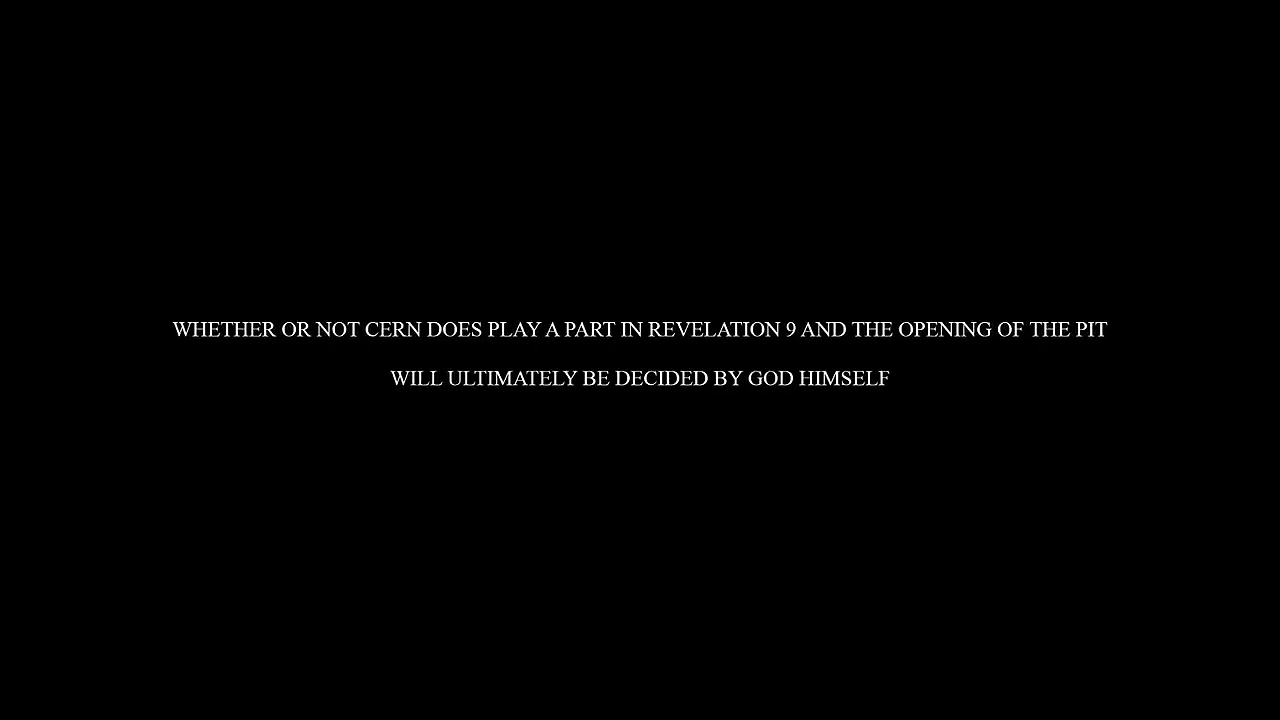 WHETHER OR NOT CERN DOES PLAY A PART IN REVELATION 9 AND THE OPENING OF THE PIT
WILL ULTIMATELY BE DECIDED BY GOD HIMSELF